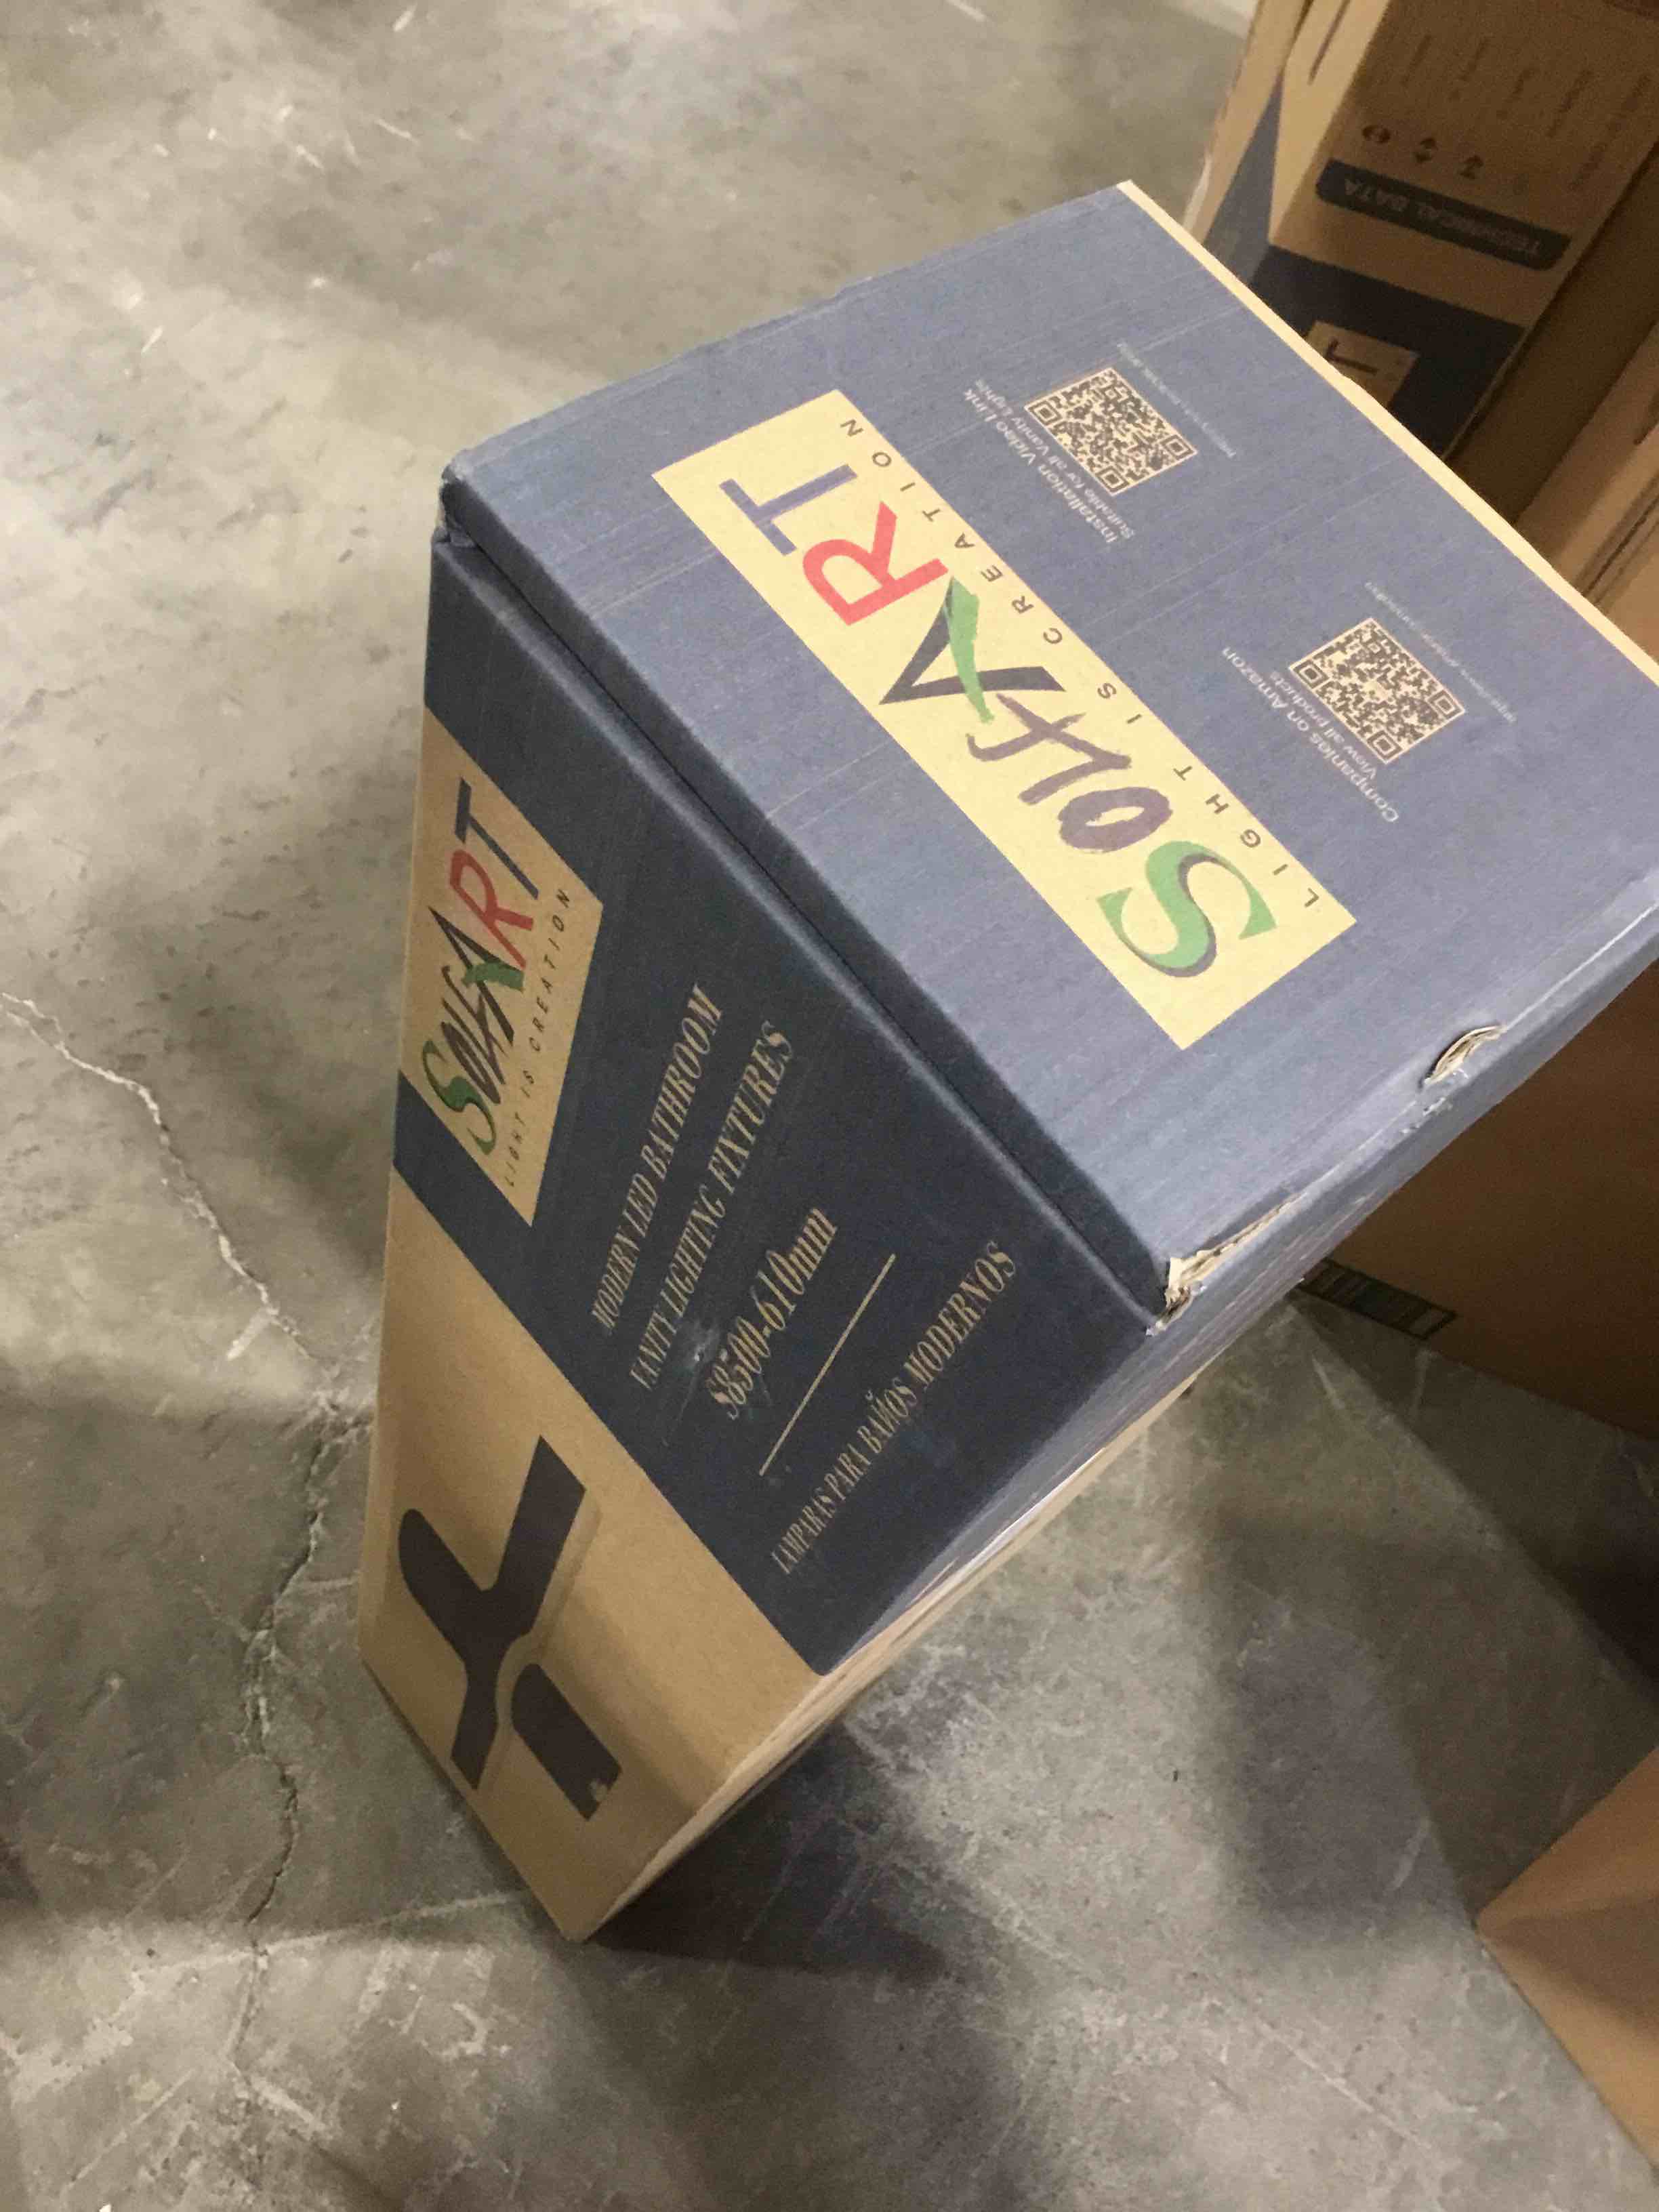 SOLFART
LIGHT IS CREATION
Installation Video Link
Suitable for all Vanity Lights
Companies on Amazon
View all products
SOLFART
LIGHT IS CREATION
MODERN LED BATHROOM
VANITY LIGHTING FIXTURES
S8500-610mm
LAMPARAS PARA BAÑOS MODERNOS
TECHNICAL DATA
T